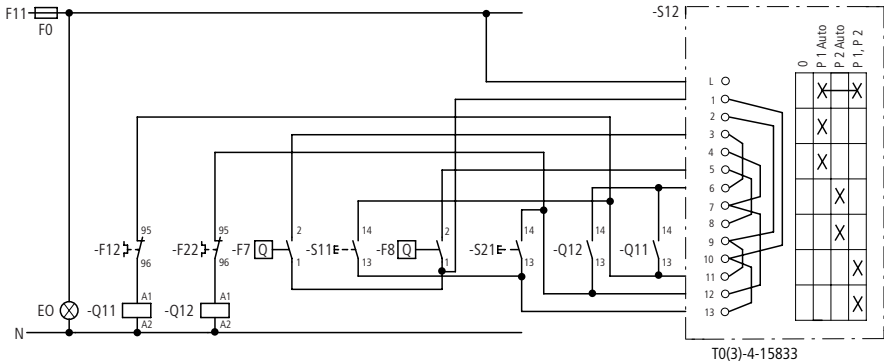 F11
F0
-S12
0
P 1 Auto
P 2 Auto
P 1, P 2
L
1
2
3
4
5
6
7
8
9
10
11
12
13
95
96
-F12
95
96
-F22
2
1
-F7 Q
14
13
-S11
2
1
-F8 Q
14
13
-S21
14
13
-Q12
14
13
-Q11
EO
-Q11
A1
A2
-Q12
A1
A2
N
T0(3)-4-15833